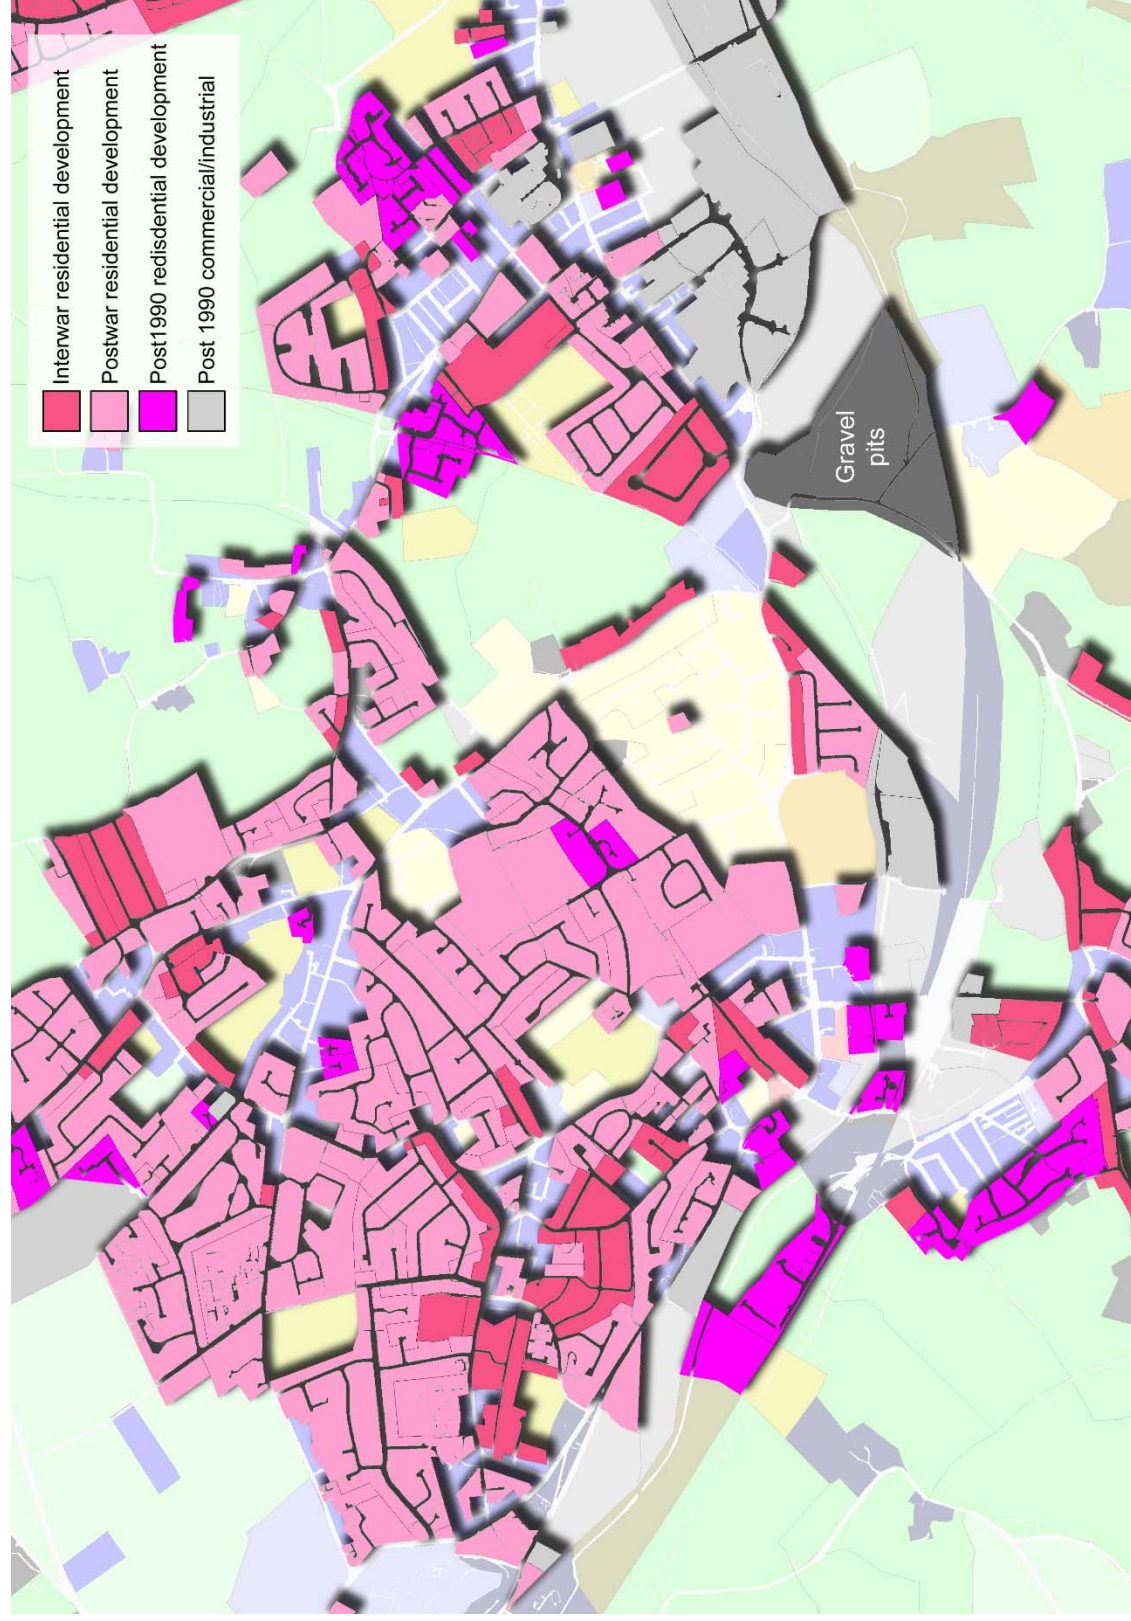 Interwar residential development
Postwar residential development
Post1990 redisdential development
Post 1990 commercial/industrial
Gravel
pits